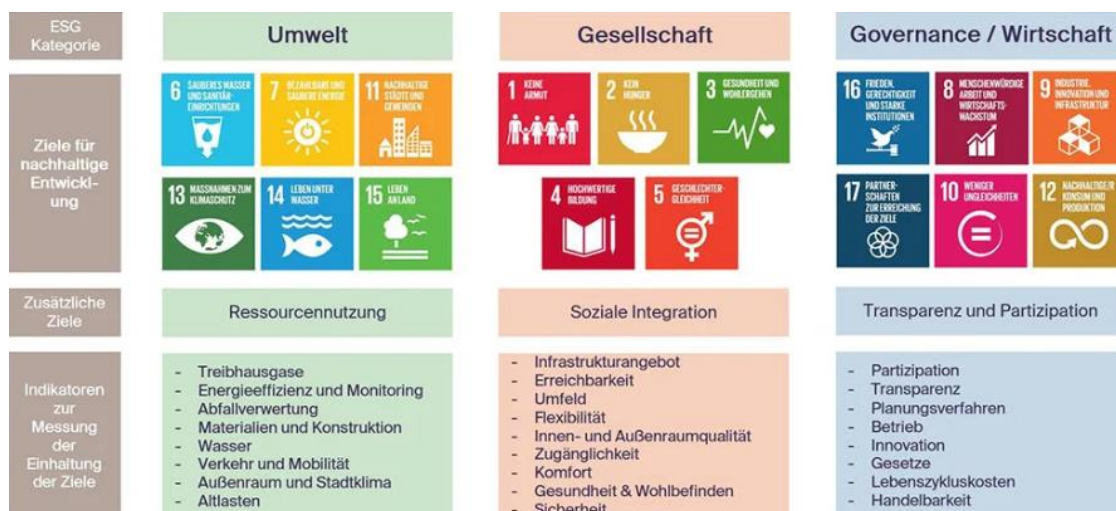 ESG
Kategorie
Umwelt
Gesellschaft
Governance / Wirtschaft
Ziele für
nachhaltige
Entwickl-
ung
6 SAUBERES WASSER
UND SANITÄR-
EINRICHTUNGEN
7 BEZAHLBARE UND
SAUBERE ENERGIE
11 NACHHALTIGE
STÄDTE UND
GEMEINDEN
13 MASSNAHMEN ZUM
KLIMASCHUTZ
14 LEBEN UNTER
WASSER
15 LEBEN
AN LAND
1 KEINE
ARMUT
2 KEIN
HUNGER
3 GESUNDHEIT UND
WOHLERGEHEN
4 HOCHWERTIGE
BILDUNG
5 GESCHLECHTER-
GLEICHHEIT
16 FRIEDEN,
GERECHTIGKEIT
UND STARKE
INSTITUTIONEN
8 MENSCHENWÜRDIGE
ARBEIT UND
WIRTSCHAFTS-
WACHSTUM
9 INDUSTRIE,
INNOVATION UND
INFRASTRUKTUR
17 PARTNER-
SCHAFTEN
ZUR ERREICHUNG
DER ZIELE
10 WENIGER
UNGLEICHHEITEN
12 NACHHALTIGE/R
KONSUM UND
PRODUKTION
Zusätzliche
Ziele
Ressourcennutzung
Soziale Integration
Transparenz und Partizipation
Indikatoren
zur
Messung
der
Einhaltung
der Ziele
- Treibhausgase
- Energieeffizienz und Monitoring
- Abfallverwertung
- Materialien und Konstruktion
- Wasser
- Verkehr und Mobilität
- Außenraum und Stadtklima
- Altlasten
- Infrastrukturangebot
- Erreichbarkeit
- Umfeld
- Flexibilität
- Innen- und Außenraumqualität
- Zugänglichkeit
- Komfort
- Gesundheit & Wohlbefinden
- Sicherheit
- Partizipation
- Transparenz
- Planungsverfahren
- Betrieb
- Innovation
- Gesetze
- Lebenszykluskosten
- Handelbarkeit